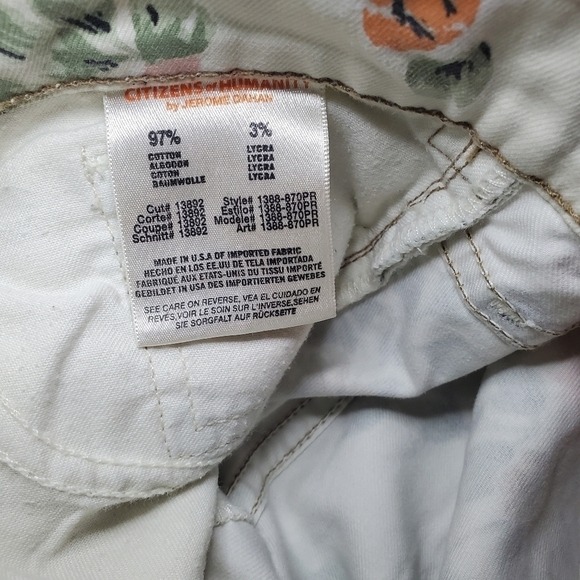 CITIZENS of HUMANITY
by JEROME DAHAN
97% 3%
COTTON LYCRA
ALGODON LYCRA
COTON LYCRA
BAUMWOLLE LYCRA
Cut# 13892 Style# 1388-870PR
Corte# 13892 Estilo# 1388-870PR
Coupe# 13892 Modele# 1388-870PR
Schnitt# 13892 Art# 1388-870PR
MADE IN U.S.A OF IMPORTED FABRIC
HECHO EN LOS EE.UU DE TELA IMPORTADA
FABRIQUÉ AUX ETATS-UNIS DU TISSU IMPORTÉ
GEBILDET IN USA DES IMPORTIERTEN GEWEBES
SEE CARE ON REVERSE, VEA EL CUIDADO EN
REVES, VOIR LE SOIN SUR L'INVERSE, SEHEN
SIE SORGFALT AUF RÜCKSEITE